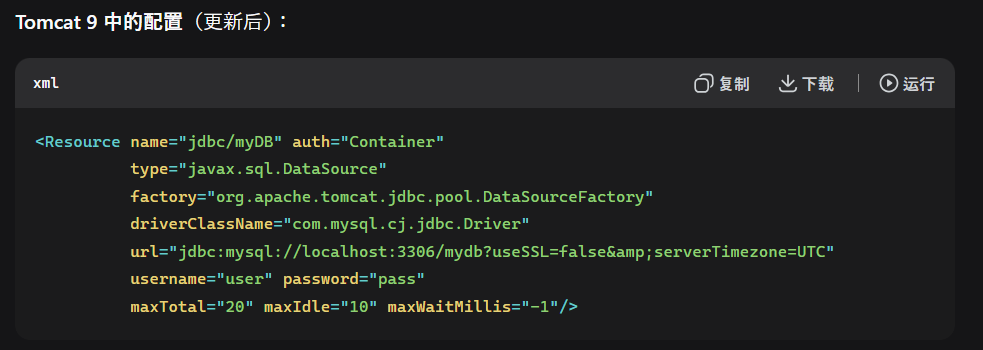 Tomcat 9 中的配置（更新后）：
xml 复制 下载 运行
<Resource name="jdbc/myDB" auth="Container"
type="javax.sql.DataSource"
factory="org.apache.tomcat.jdbc.pool.DataSourceFactory"
driverClassName="com.mysql.cj.jdbc.Driver"
url="jdbc:mysql://localhost:3306/mydb?useSSL=false&amp;serverTimezone=UTC"
username="user" password="pass"
maxTotal="20" maxIdle="10" maxWaitMillis="-1"/>